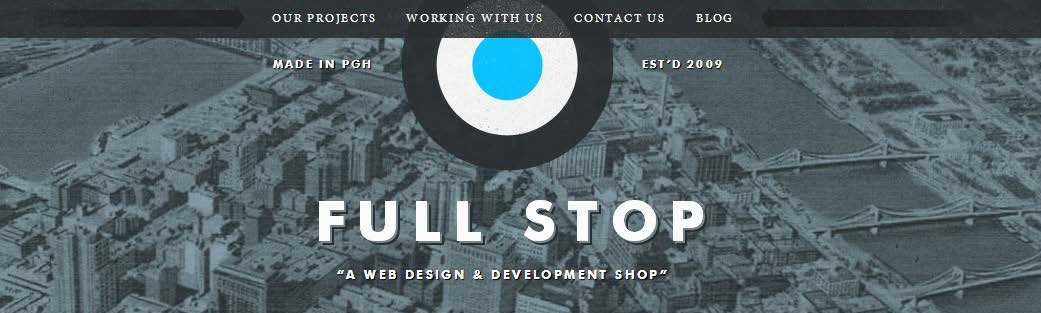 OUR PROJECTS WORKING WITH US CONTACT US BLOG
MADE IN PGH EST'D 2009
FULL STOP
“A WEB DESIGN & DEVELOPMENT SHOP”